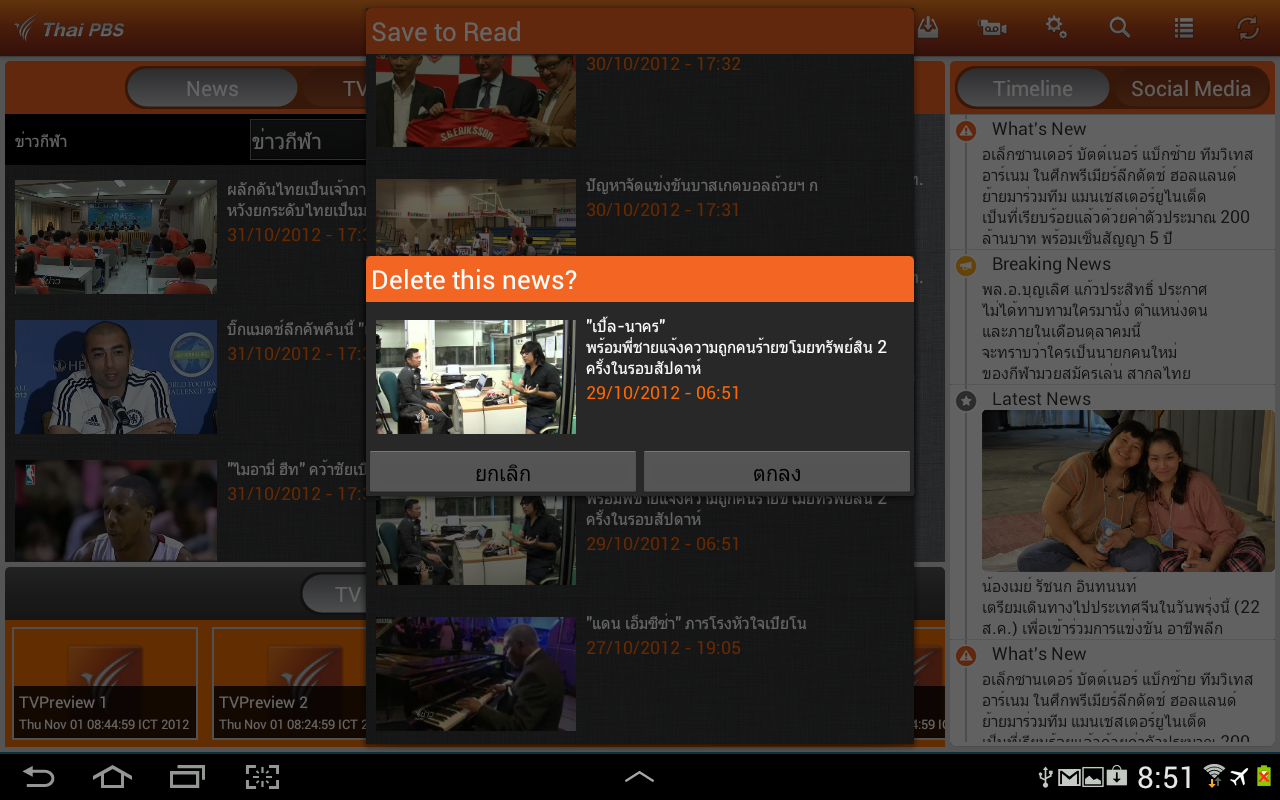 Thai PBS
Save to Read
News
TV
Timeline
Social Media
ข่าวกีฬา
ข่าวกีฬา
ผลักดันไทยเป็นเจ้าภา
หวังยกระดับไทยเป็นม
31/10/2012 - 17:3
บิ๊กแมตช์ลีกคัพคืนนี้ "
31/10/2012 - 17:3
"ไมอามี่ ฮีท" คว้าชัยเบิ
31/10/2012 - 17:
30/10/2012 - 17:32
ปัญหาจัดแข่งขันบาสเกตบอลถ้วยฯ ก
30/10/2012 - 17:31
Delete this news?
"เบิ้ล-นาคร"
พร้อมพี่ชายแจ้งความถูกคนร้ายขโมยทรัพย์สิน 2
ครั้งในรอบสัปดาห์
29/10/2012 - 06:51
ยกเลิก
ตกลง
พร้อมพี่ชายแจ้งความถูกคนร้ายขโมยทรัพย์สิน 2
ครั้งในรอบสัปดาห์
29/10/2012 - 06:51
"แดน เอ็มซีซ่า" ภารโรงหัวใจเปียโน
27/10/2012 - 19:05
What's New
อเล็กซานเดอร์ บัตต์เนอร์ แบ็กซ้าย ทีมวิเทส
อาร์เนม ในศึกพรีเมียร์ลีกดัตช์ ฮอลแลนด์
ย้ายมาร่วมทีม แมนเชสเตอร์ยูไนเต็ด
เป็นที่เรียบร้อยแล้วด้วยค่าตัวประมาณ 200
ล้านบาท พร้อมเซ็นสัญญา 5 ปี
Breaking News
พล.อ.บุญเลิศ แก้วประสิทธิ์ ประกาศ
ไม่ได้ทาบทามใครมานั่ง ตำแหน่งตน
และภายในเดือนตุลาคมนี้
จะทราบว่าใครเป็นนายกคนใหม่
ของกีฬามวยสมัครเล่น สากลไทย
Latest News
น้องเมย์ รัชนก อินทนนท์
เตรียมเดินทางไปประเทศจีนในวันพรุ่งนี้ (22
ส.ค.) เพื่อเข้าร่วมการแข่งขัน อาชีพลีก
What's New
อเล็กซานเดอร์ บัตต์เนอร์ แบ็กซ้าย ทีมวิเทส
อาร์เนม ในศึกพรีเมียร์ลีกดัตช์ ฮอลแลนด์
ย้ายมาร่วมทีม แมนเชสเตอร์ยูไนเต็ด
เป็นที่เรียบร้อยแล้วด้วยค่าตัวประมาณ 200
TV
TVPreview 1
Thu Nov 01 08:44:59 ICT 2012
TVPreview 2
Thu Nov 01 08:24:59 ICT 2
8:51